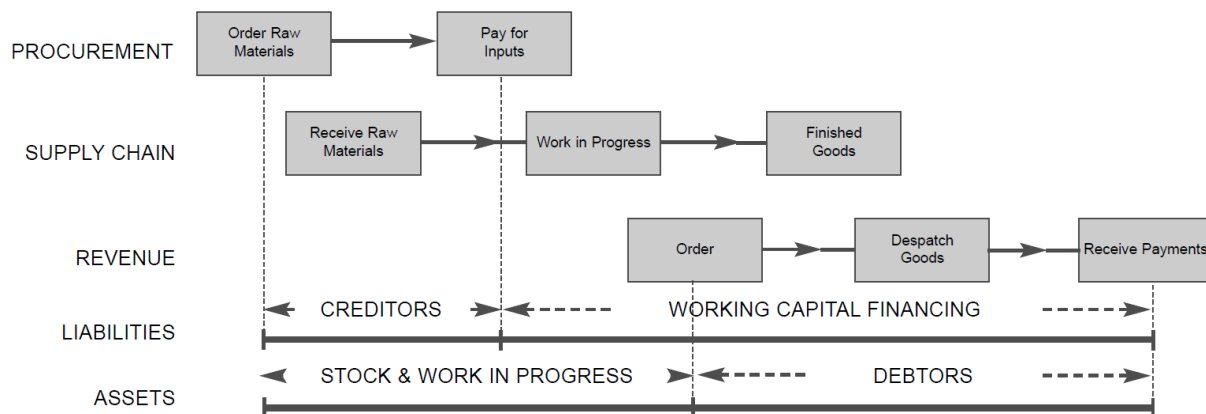 PROCUREMENT
Order Raw
Materials
Pay for
Inputs
SUPPLY CHAIN
Receive Raw
Materials
Work in Progress
Finished
Goods
REVENUE
Order
Despatch
Goods
Receive Payments
LIABILITIES
CREDITORS
WORKING CAPITAL FINANCING
ASSETS
STOCK & WORK IN PROGRESS
DEBTORS